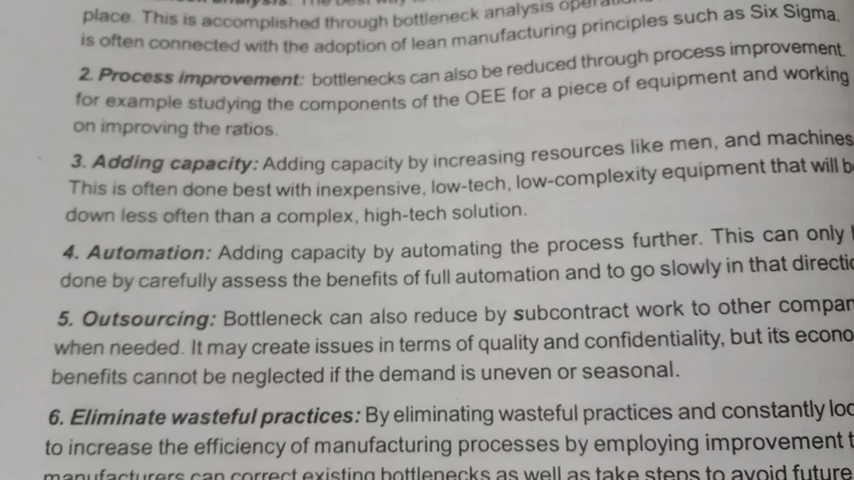 place. This is accomplished through bottleneck analysis
is often connected with the adoption of lean manufacturing principles such as Six Sigma.
2. Process improvement: bottlenecks can also be reduced through process improvement.
for example studying the components of the OEE for a piece of equipment and working
on improving the ratios.
3. Adding capacity: Adding capacity by increasing resources like men, and machines
This is often done best with inexpensive, low-tech, low-complexity equipment that will
down less often than a complex, high-tech solution.
4. Automation: Adding capacity by automating the process further. This can only
done by carefully assess the benefits of full automation and to go slowly in that
5. Outsourcing: Bottleneck can also reduce by subcontract work to other
when needed. It may create issues in terms of quality and confidentiality, but its
benefits cannot be neglected if the demand is uneven or seasonal.
6. Eliminate wasteful practices: By eliminating wasteful practices and constantly
to increase the efficiency of manufacturing processes by employing improvement
manufacturers can correct existing bottlenecks as well as take steps to avoid future